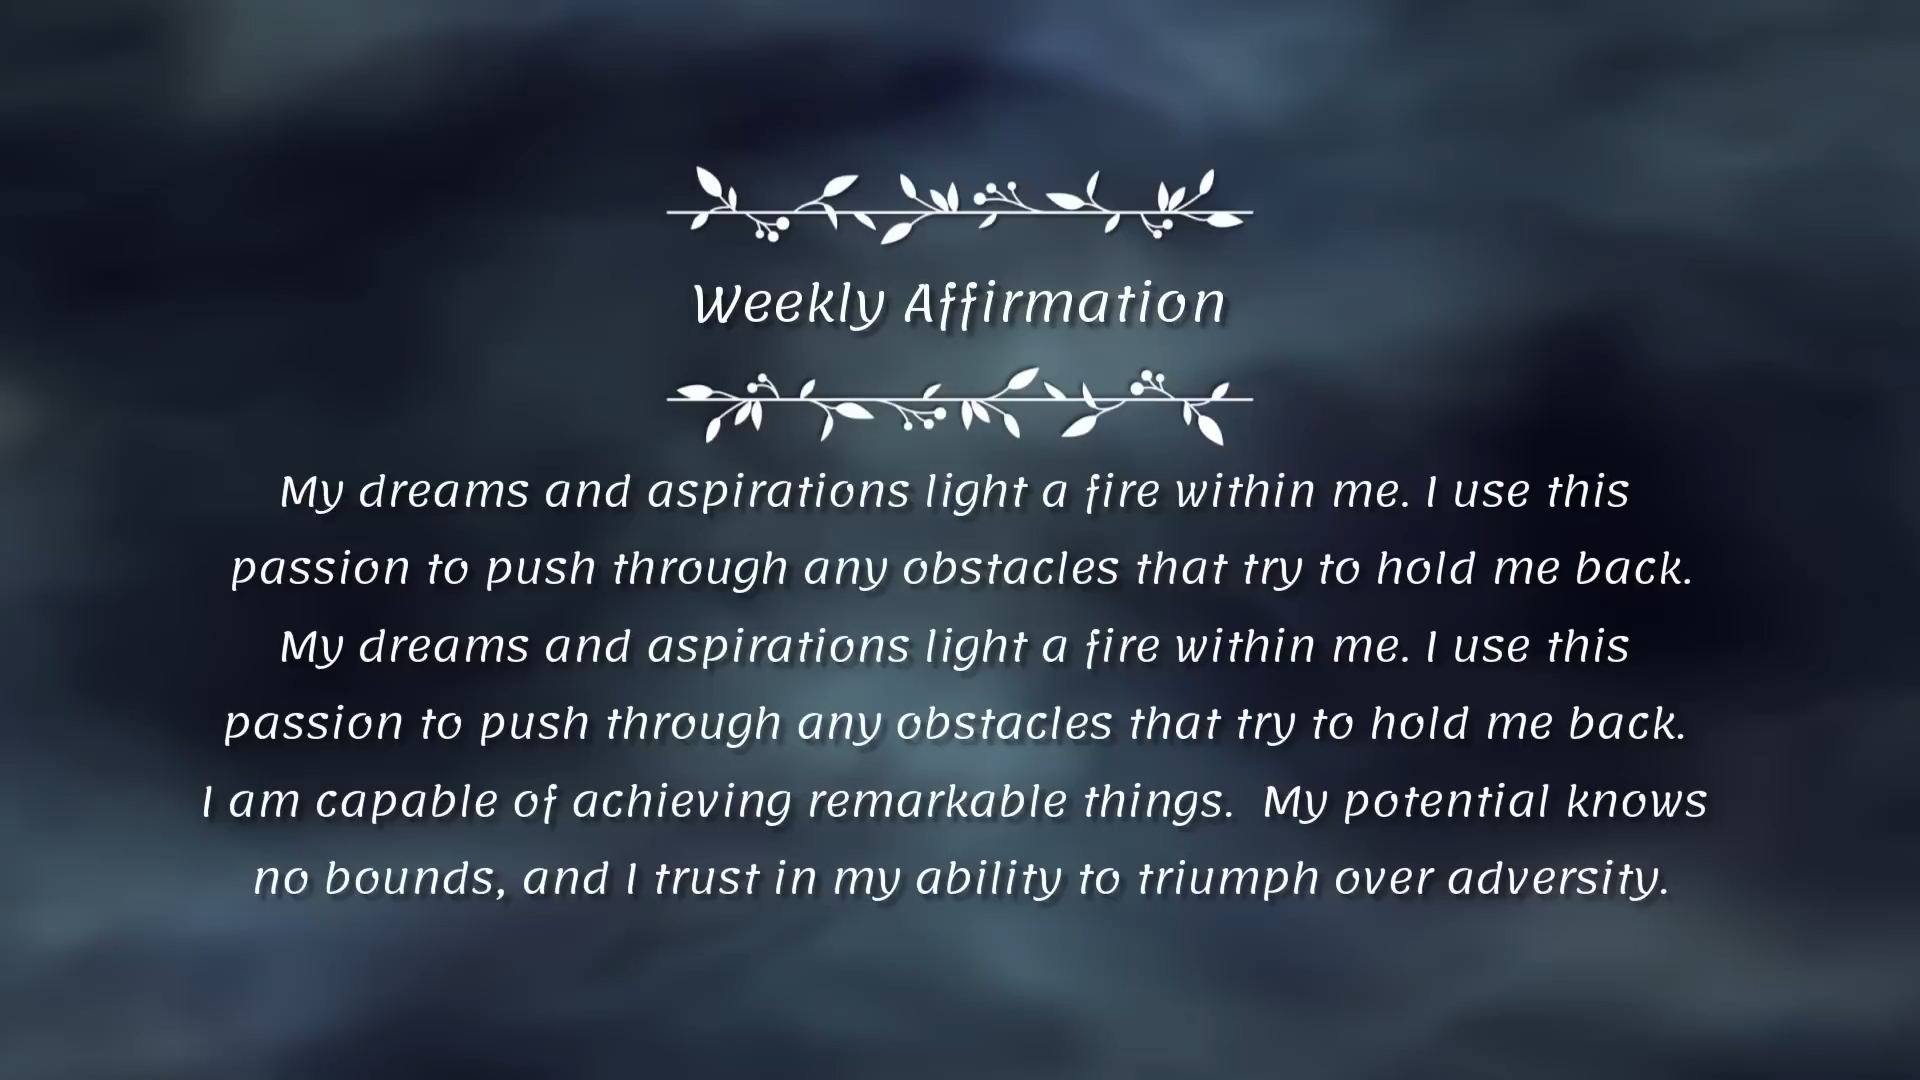 Weekly Affirmation
My dreams and aspirations light a fire within me. I use this
passion to push through any obstacles that try to hold me back.
My dreams and aspirations light a fire within me. I use this
passion to push through any obstacles that try to hold me back.
I am capable of achieving remarkable things.  My potential knows
no bounds, and I trust in my ability to triumph over adversity.